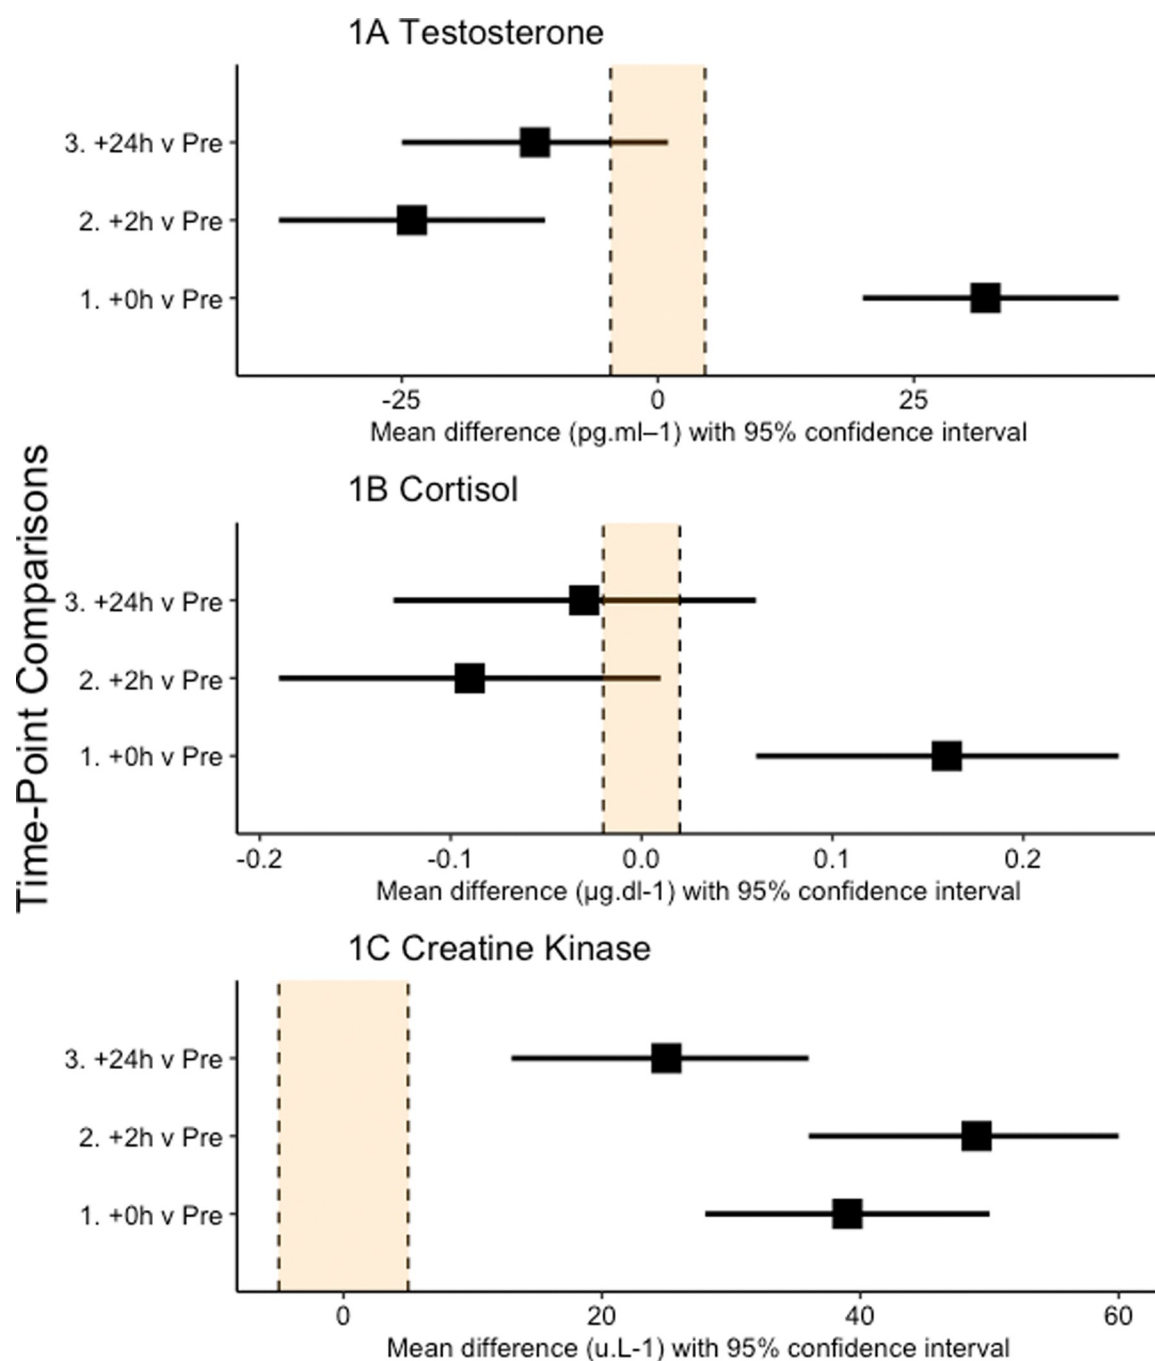 1A Testosterone
3. +24h v Pre
2. +2h v Pre
1. +0h v Pre
-25
0
25
Mean difference (pg.ml–1) with 95% confidence interval
Time-Point Comparisons
1B Cortisol
3. +24h v Pre
2. +2h v Pre
1. +0h v Pre
-0.2
-0.1
0.0
0.1
0.2
Mean difference (µg.dl-1) with 95% confidence interval
1C Creatine Kinase
3. +24h v Pre
2. +2h v Pre
1. +0h v Pre
0
20
40
60
Mean difference (u.L-1) with 95% confidence interval